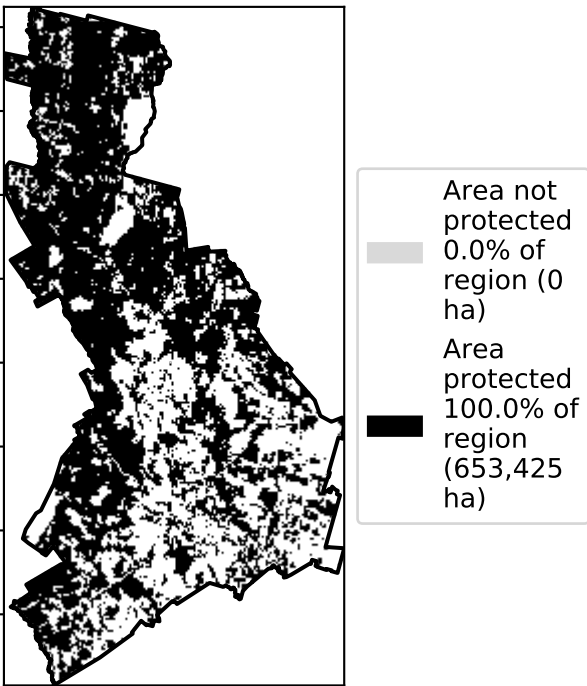 Area not
protected
0.0% of
region (0
ha)
Area
protected
100.0% of
region
(653,425
ha)